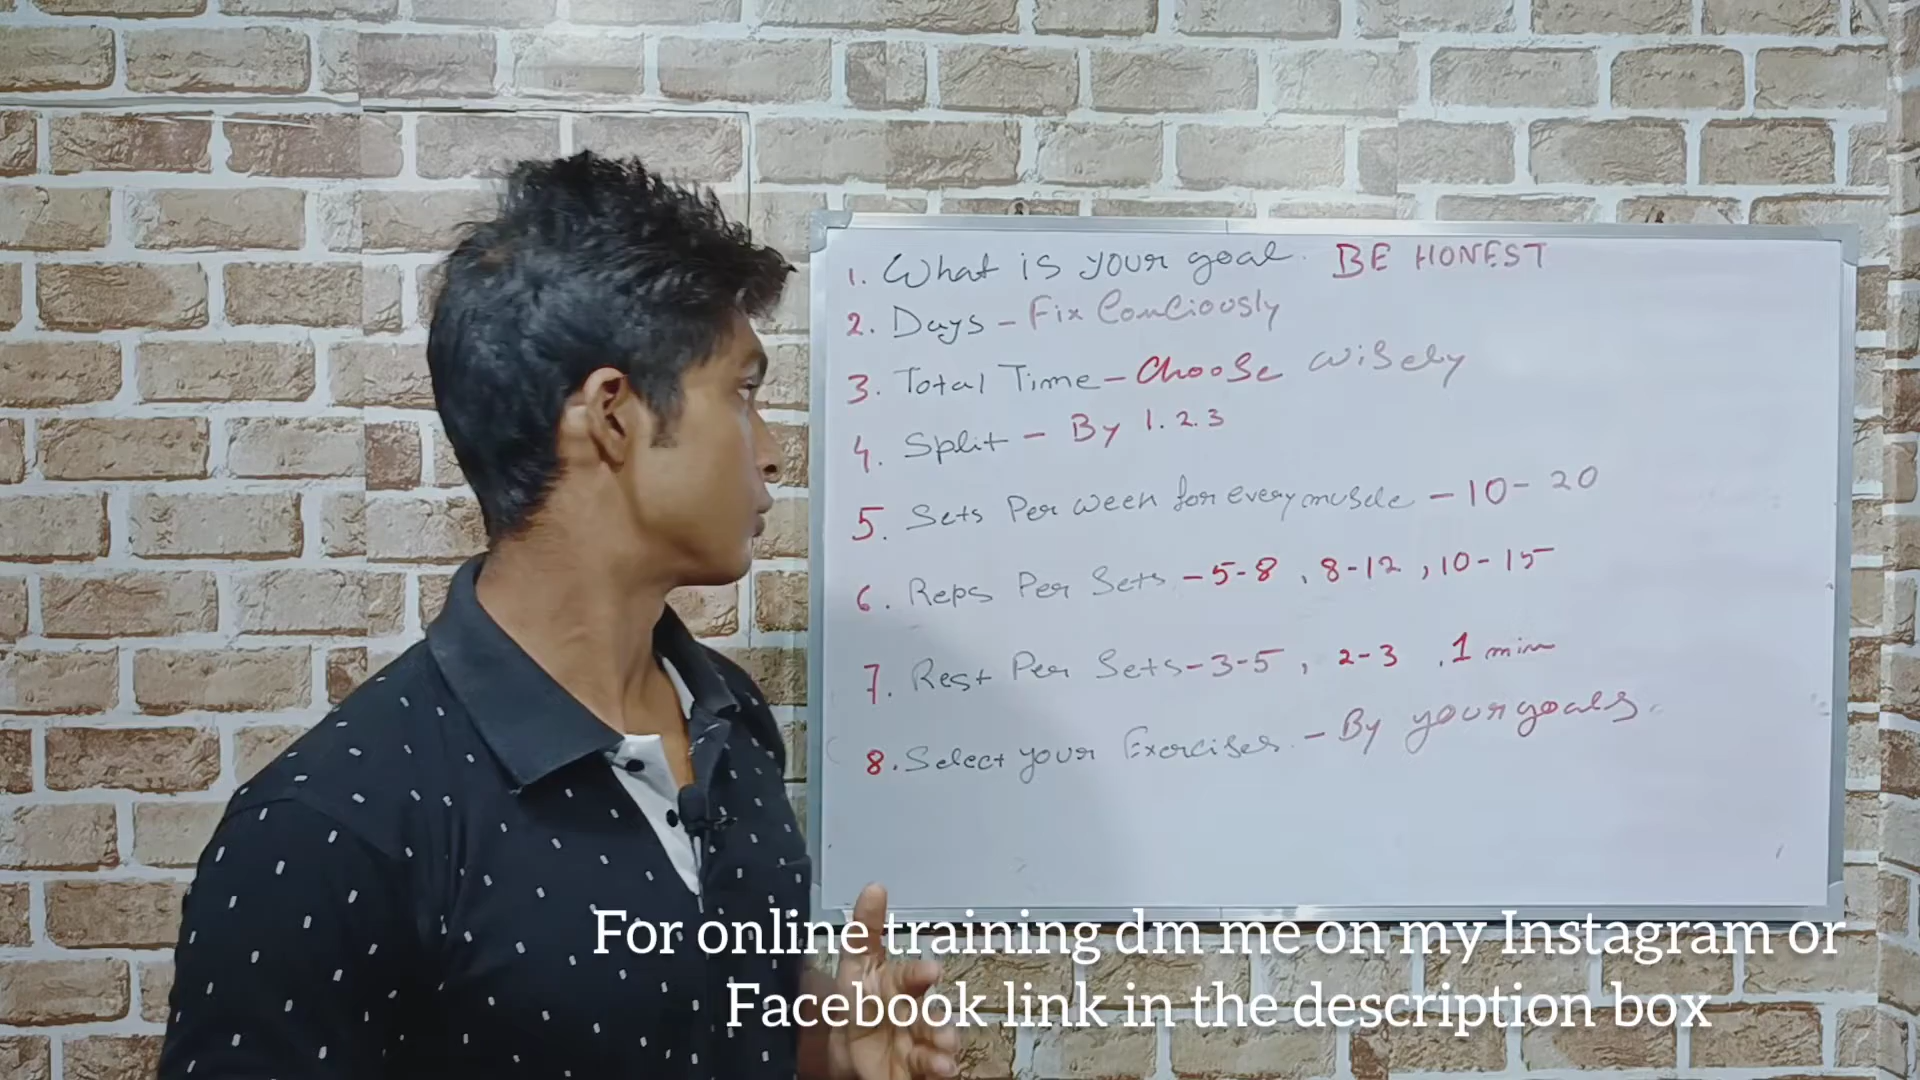 1. What is your goal. BE HONEST
2. Days - Fix Conciously
3. Total Time - Choose wisely
4. Split - By 1.2.3
5. Sets Per week for every muscle - 10 - 20
6. Reps Per Sets - 5-8 , 8-12 , 10-15
7. Rest Per Sets - 3-5 , 2-3 , 1 min
8. Select your Exercises. - By your goals.
For online training dm me on my Instagram or
Facebook link in the description box